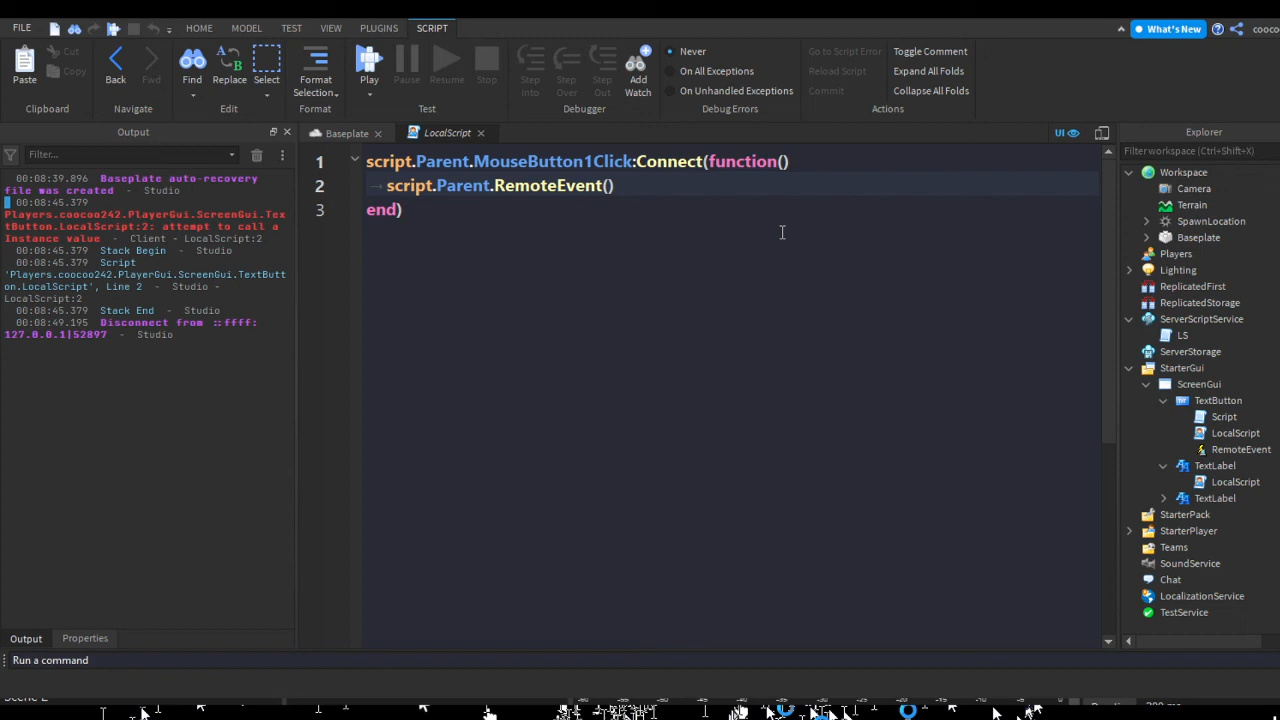 FILE HOME MODEL TEST VIEW PLUGINS SCRIPT What's New
Paste Cut Copy Back Find Find Replace Select Format Selection Play Pause Resume Stop Step Into Step Over Step Out Add Watch
Never
On All Exceptions
On Unhandled Exceptions
Go to Script Error
Reload Script
Commit
Toggle Comment
Expand All Folds
Collapse All Folds
Clipboard Navigate Edit Format Test Debugger Debug Errors Actions
Output
Filter...
00:08:39.896 Baseplate auto-recovery
file was created - Studio
00:08:45.379
Players.coocoo242.PlayerGui.ScreenGui.Tex
tButton.LocalScript:2: attempt to call a
Instance value - Client - LocalScript:2
00:08:45.379 Stack Begin - Studio
00:08:45.379 Script
'Players.coocoo242.PlayerGui.ScreenGui.TextButt
on.LocalScript', Line 2 - Studio -
LocalScript:2
00:08:45.379 Stack End - Studio
00:08:49.195 Disconnect from ::ffff:
127.0.0.1|52897 - Studio
Output Properties
Run a command
Baseplate LocalScript UI
1 script.Parent.MouseButton1Click:Connect(function()
2 script.Parent.RemoteEvent()
3 end)
Explorer
Filter workspace (Ctrl+Shift+X)
Workspace
Camera
Terrain
SpawnLocation
Baseplate
Players
Lighting
ReplicatedFirst
ReplicatedStorage
ServerScriptService
LS
ServerStorage
StarterGui
ScreenGui
TextButton
Script
LocalScript
RemoteEvent
TextLabel
LocalScript
TextLabel
StarterPack
StarterPlayer
Teams
SoundService
Chat
LocalizationService
TestService